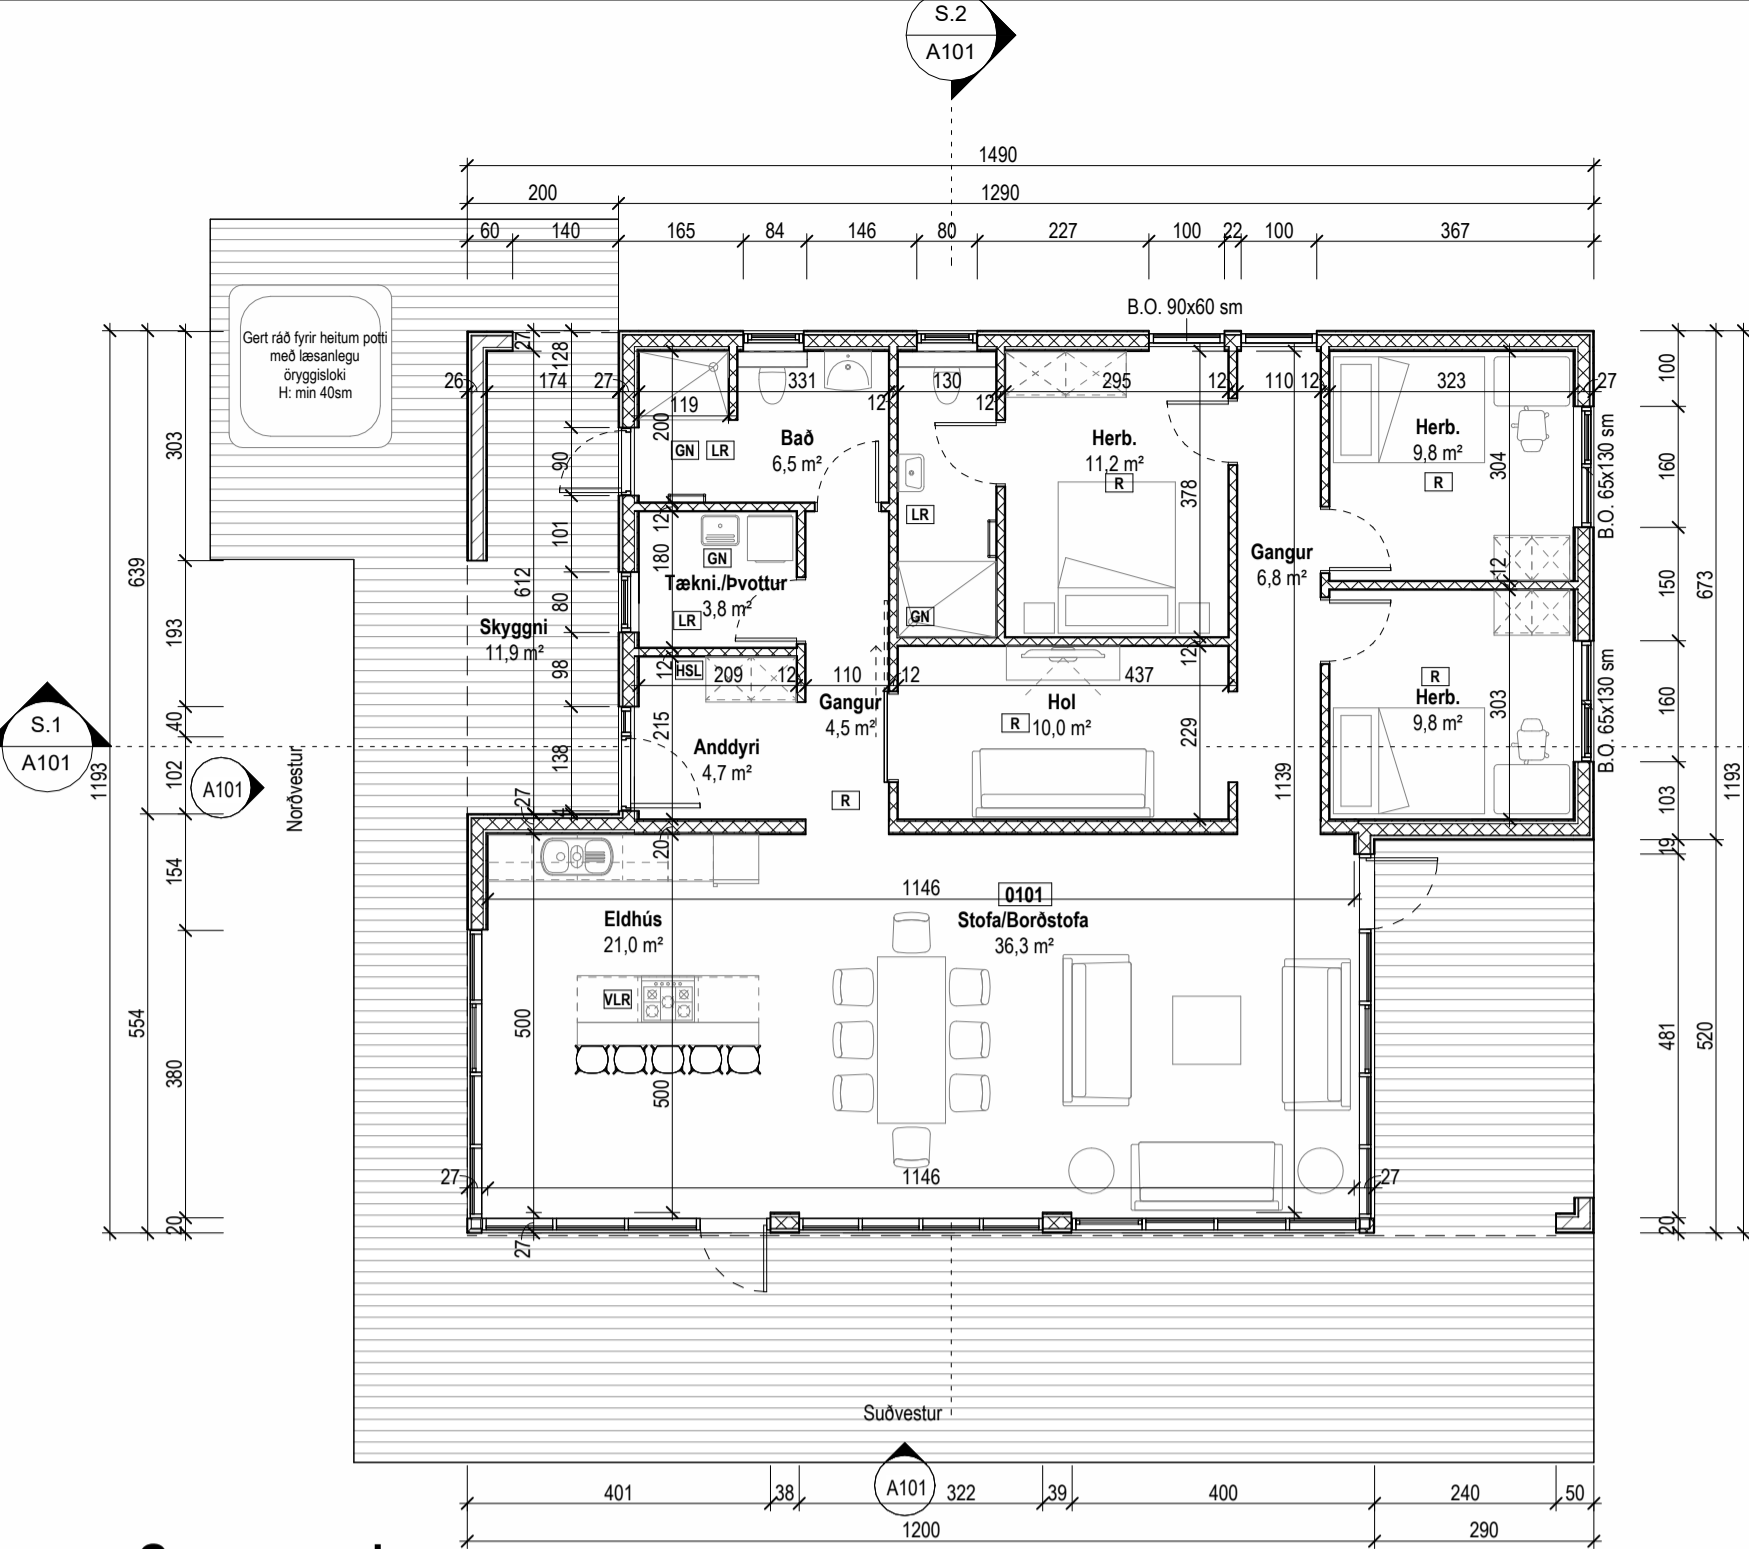 S.2
A101
1490
200
1290
60
140
165
84
146
80
227
100
22
100
367
B.O. 90x60 sm
Gert ráð fyrir heitum potti
með læsanlegu
öryggisloki
H: min 40sm
27
128
26
174
27
119
331
12
130
12
295
12
110
12
323
27
100
303
200
Bað
6,5 m²
GN
LR
90
Herb.
11,2 m²
R
378
Herb.
9,8 m²
R
304
160
B.O. 65x130 sm
LR
101
12
180
GN
Tækni./Þvottur
3,8 m²
LR
GN
Gangur
6,8 m²
12
150
673
639
612
80
193
Skyggni
11,9 m²
98
12
HSL
209
12
110
12
437
12
R
Herb.
9,8 m²
303
160
B.O. 65x130 sm
Gangur
4,5 m²
R
Hol
10,0 m²
229
215
Anddyri
4,7 m²
S.1
A101
1193
40
102
A101
Norðvestur
138
27
4
R
1139
103
1193
19
154
20
1146
0101
Stofa/Borðstofa
36,3 m²
Eldhús
21,0 m²
VLR
554
500
380
500
481
520
27
1146
27
20
27
20
Suðvestur
A101
401
38
322
39
400
240
50
1200
290